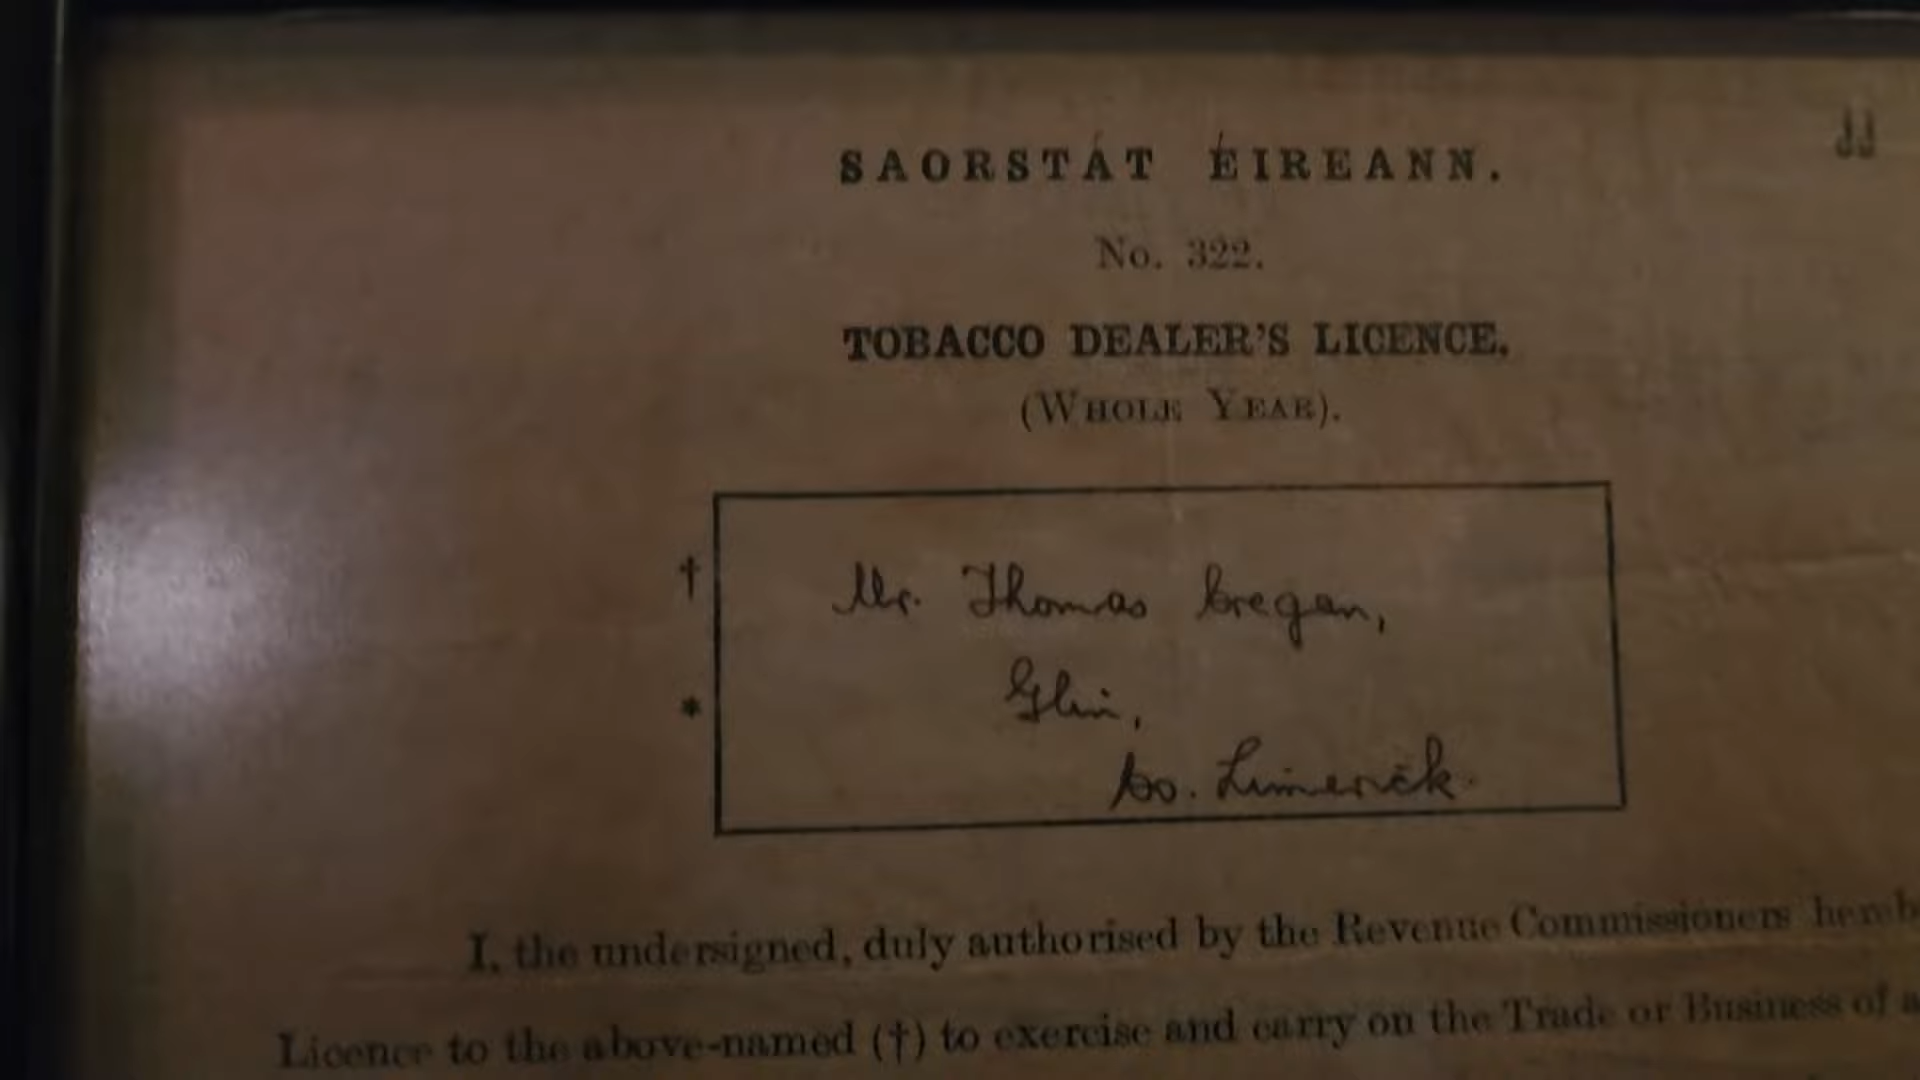 SAORSTÁT ÉIREANN.
No. 322.
TOBACCO DEALER'S LICENCE.
(WHOLE YEAR).
† Mr. Thomas Cregan,
* Glin,
Co. Limerick.
I, the undersigned, duly authorised by the Revenue Commissioners hereb
Licence to the above-named (†) to exercise and carry on the Trade or Business of a